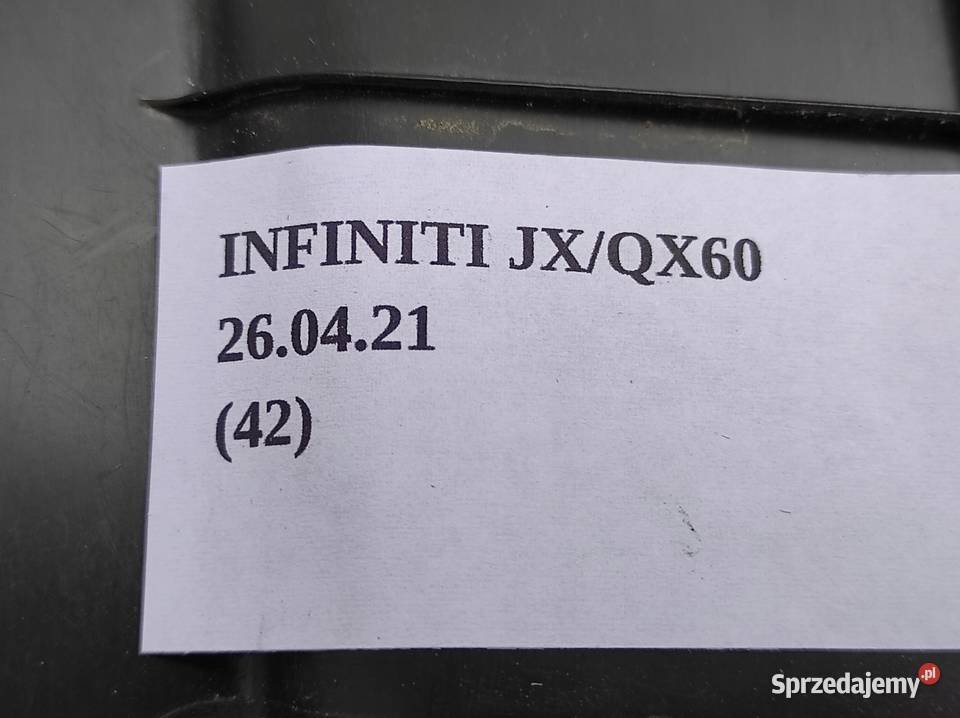 INFINITI JX/QX60
26.04.21
(42)
Sprzedajemy.pl